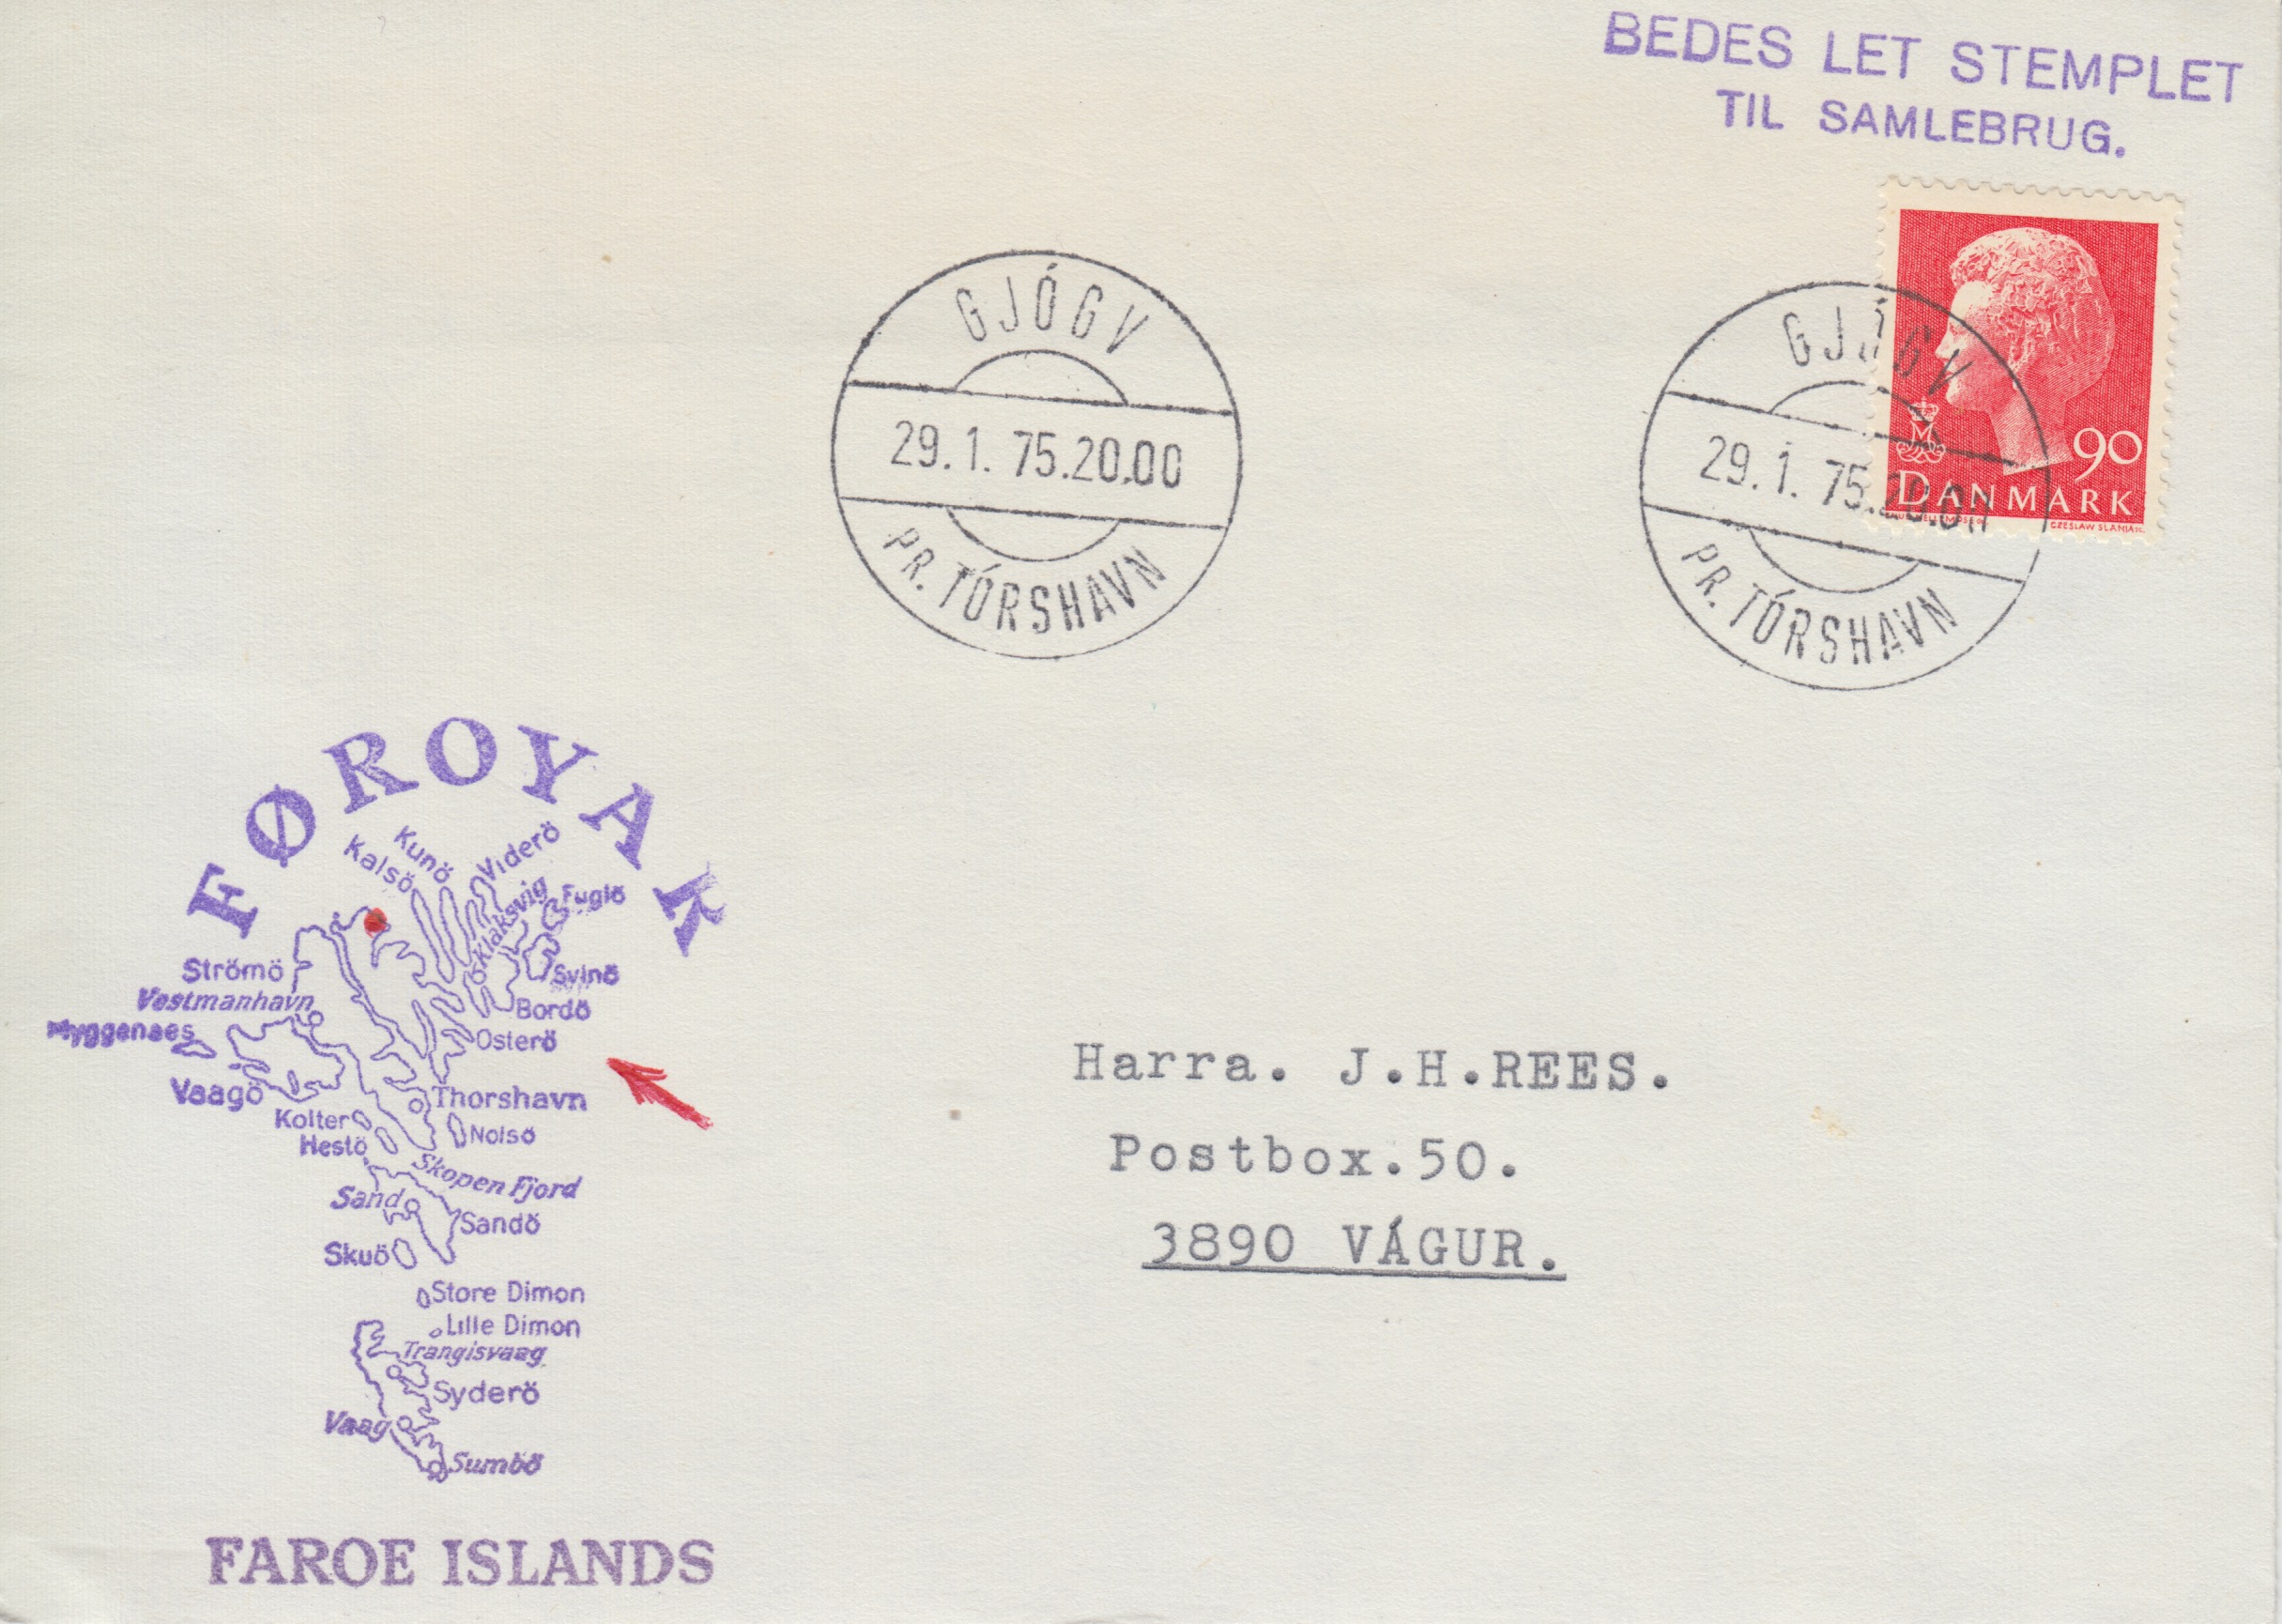 BEDES LET STEMPLET
TIL SAMLEBRUG.
GJÓGV
29.1.75.20.00
PR. TÓRSHAVN
GJÓGV
29.1.75.20.00
PR. TÓRSHAVN
90
DANMARK
CZESLAW SLANIA SC.
FØROYAR
Kalsö
Kunö
Viderö
Klaksvig
Fuglö
Strömö
Svinö
Vestmanhavn
Bordö
Myggenaes
Osterö
Vaagö
Thorshavn
Kolter
Nolsö
Hestö
Skopen Fjord
Sand
Sandö
Skuö
Store Dimon
Lille Dimon
Trangisvaag
Syderö
Vaag
Sumbö
FAROE ISLANDS
Harra. J.H.REES.
Postbox.50.
3890 VÁGUR.